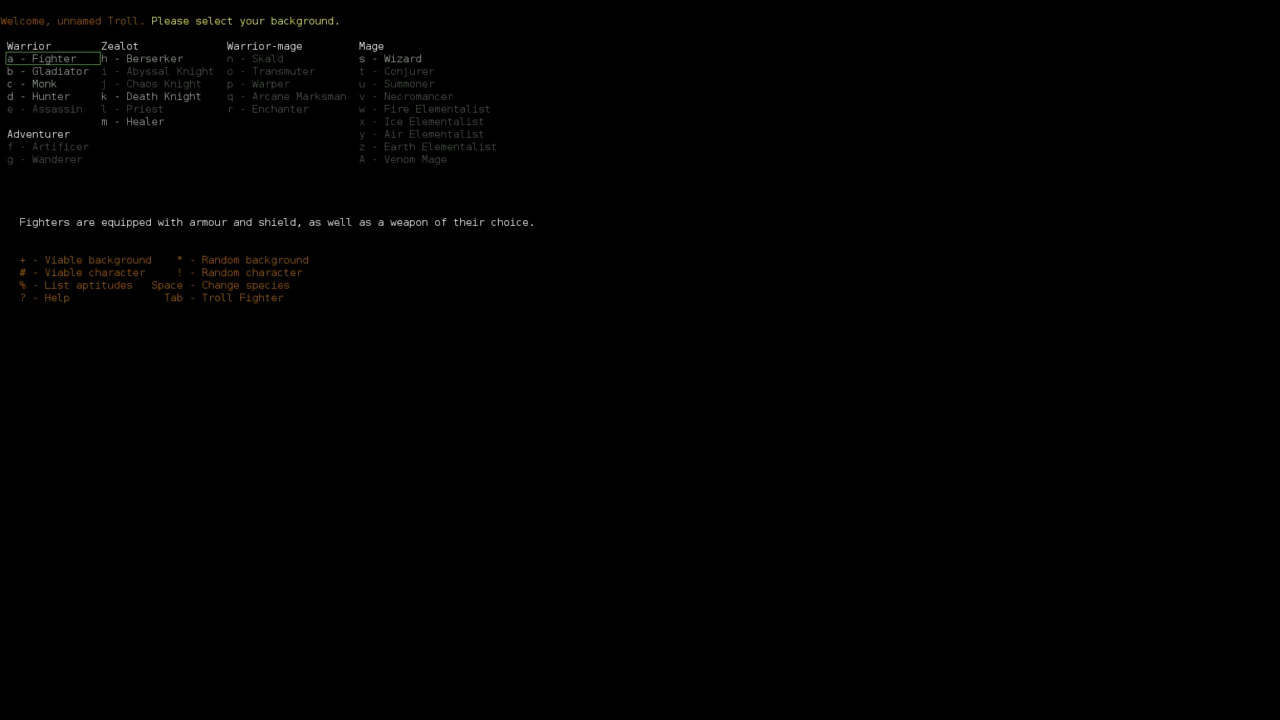 Welcome, unnamed Troll. Please select your background.
Warrior Zealot Warrior-mage Mage
a - Fighter h - Berserker n - Skald s - Wizard
b - Gladiator i - Abyssal Knight o - Transmuter t - Conjurer
c - Monk j - Chaos Knight p - Warper u - Summoner
d - Hunter k - Death Knight q - Arcane Marksman v - Necromancer
e - Assassin l - Priest r - Enchanter w - Fire Elementalist
m - Healer x - Ice Elementalist
Adventurer y - Air Elementalist
f - Artificer z - Earth Elementalist
g - Wanderer A - Venom Mage
Fighters are equipped with armour and shield, as well as a weapon of their choice.
+ - Viable background * - Random background
# - Viable character ! - Random character
% - List aptitudes Space - Change species
? - Help Tab - Troll Fighter